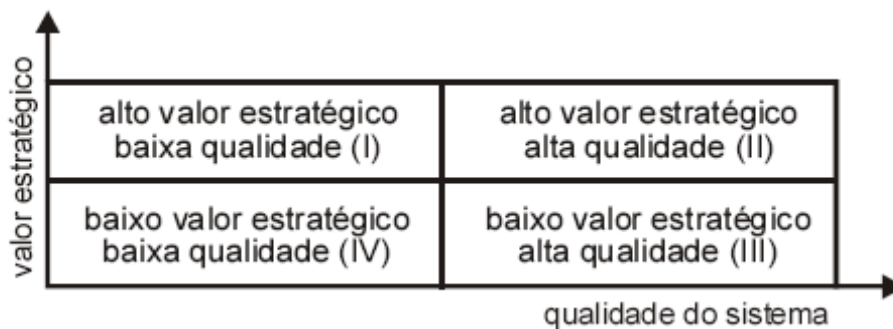 valor estratégico
alto valor estratégico
baixa qualidade (I)
alto valor estratégico
alta qualidade (II)
baixo valor estratégico
baixa qualidade (IV)
baixo valor estratégico
alta qualidade (III)
qualidade do sistema